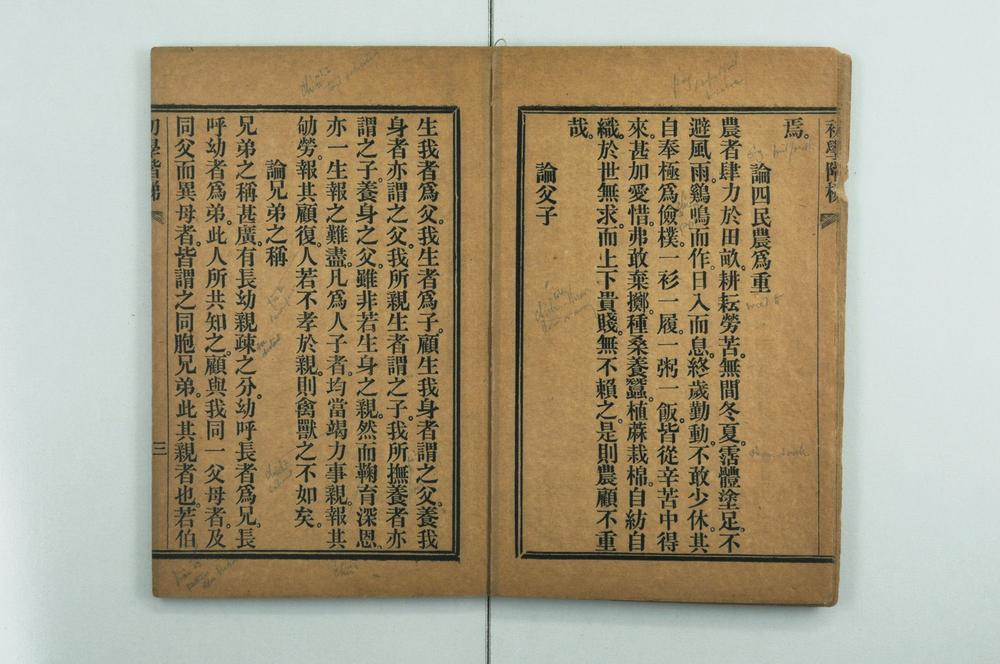 焉。
論四民農爲重
農者肆力於田畝。耕耘勞苦。無間冬夏。霑體塗足。不
避風雨。鷄鳴而作。日入而息。終歲勤動。不敢少休。其
自奉極爲儉樸。一衫一履。一粥一飯。皆從辛苦中得
來。甚加愛惜。弗敢棄擲。種桑養蠶。植蔴栽棉。自紡自
織。於世無求。而上下貴賤。無不賴之。是則農顧不重
哉。
論父子
生我者爲父。我生者爲子。顧生我身者謂之父。養我
身者亦謂之父。我所親生者謂之子。我所撫養者亦
謂之子。養身之父。雖非若生身之親。然而鞠育深恩。
亦一生報之難盡。凡爲人子者。均當竭力事親。報其
劬勞。報其顧復。人若不孝於親。則禽獸之不如矣。
論兄弟之稱
兄弟之稱甚廣。有長幼親疎之分。幼呼長者爲兄。長
呼幼者爲弟。此人所共知之。顧與我同一父母者。及
同父而異母者。皆謂之同胞兄弟。此其親者也。若伯
初學階梯
三